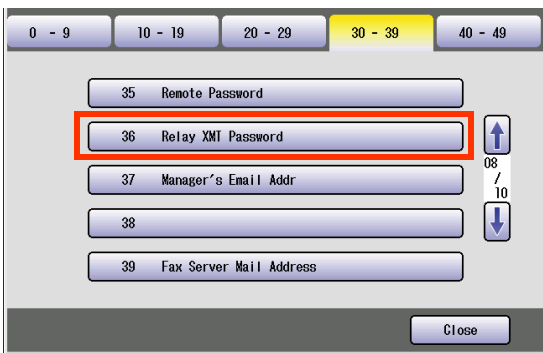 0 - 9 10 - 19 20 - 29 30 - 39 40 - 49
35 Remote Password
36 Relay XMT Password
37 Manager's Email Addr
38
39 Fax Server Mail Address
08
/
10
Close